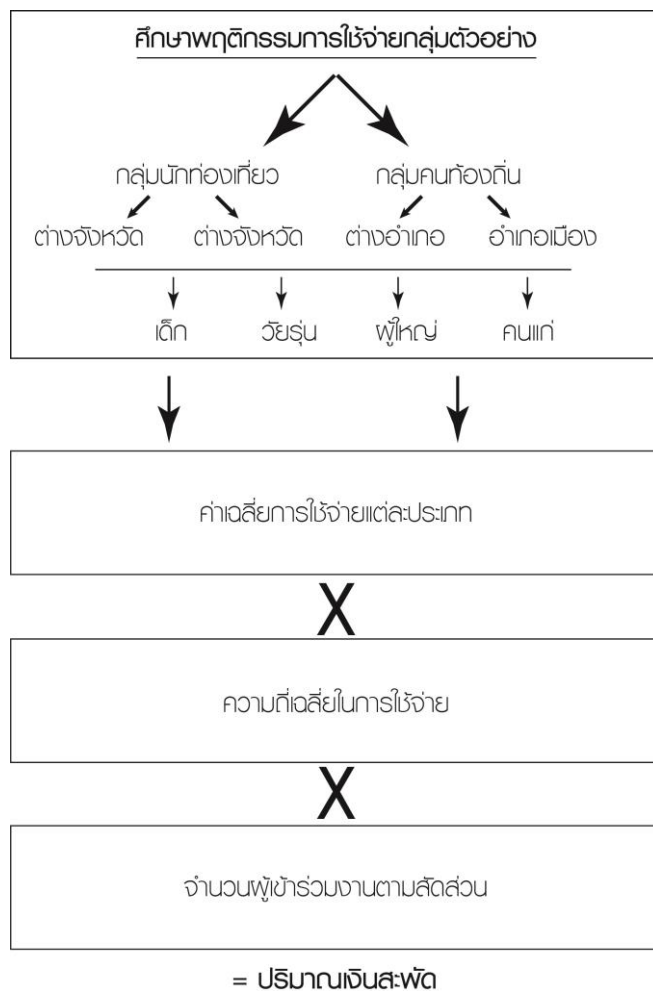 ศึกษาพฤติกรรมการใช้จ่ายกลุ่มตัวอย่าง
กลุ่มนักท่องเที่ยว กลุ่มคนท้องถิ่น
ต่างจังหวัด ต่างจังหวัด ต่างอำเภอ อำเภอเมือง
เด็ก วัยรุ่น ผู้ใหญ่ คนแก่
ค่าเฉลี่ยการใช้จ่ายแต่ละประเภท
X
ความถี่เฉลี่ยในการใช้จ่าย
X
จำนวนผู้เข้าร่วมงานตามสัดส่วน
= ปริมาณเงินสะพัด